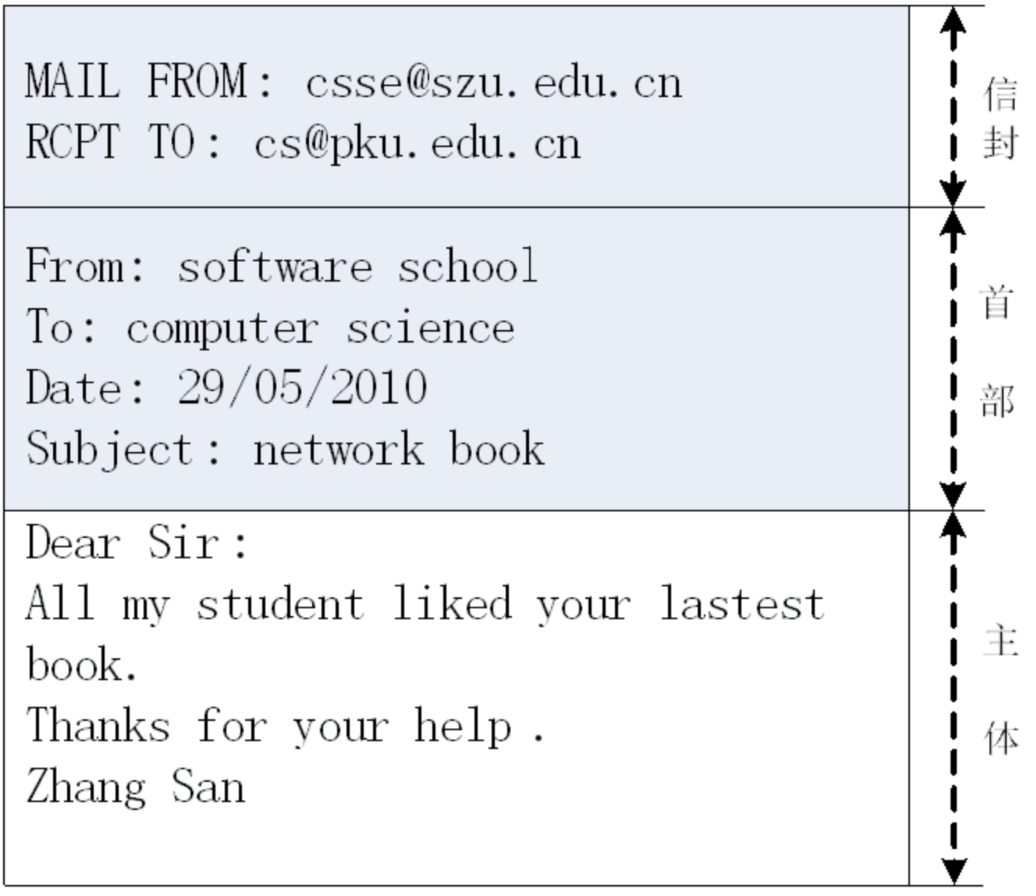 MAIL FROM: csse@szu.edu.cn
RCPT TO: cs@pku.edu.cn
信封
From: software school
To: computer science
Date: 29/05/2010
Subject: network book
首部
Dear Sir:
All my student liked your lastest
book.
Thanks for your help .
Zhang San
主体